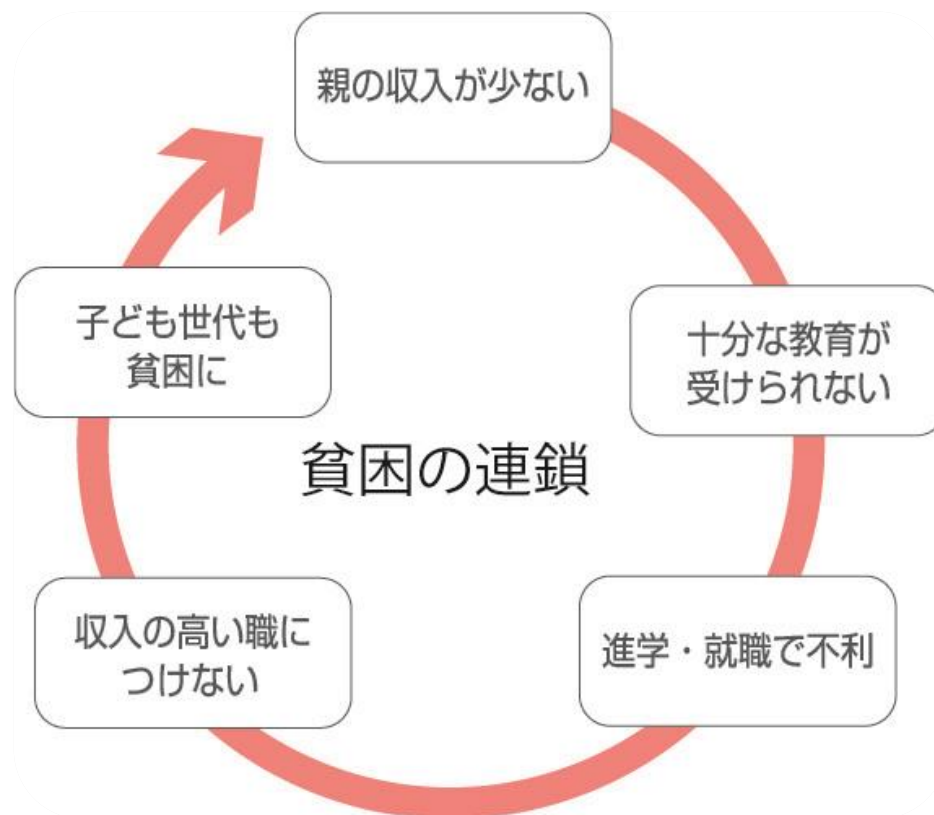 親の収入が少ない
十分な教育が
受けられない
進学・就職で不利
収入の高い職に
つけない
子ども世代も
貧困に
貧困の連鎖